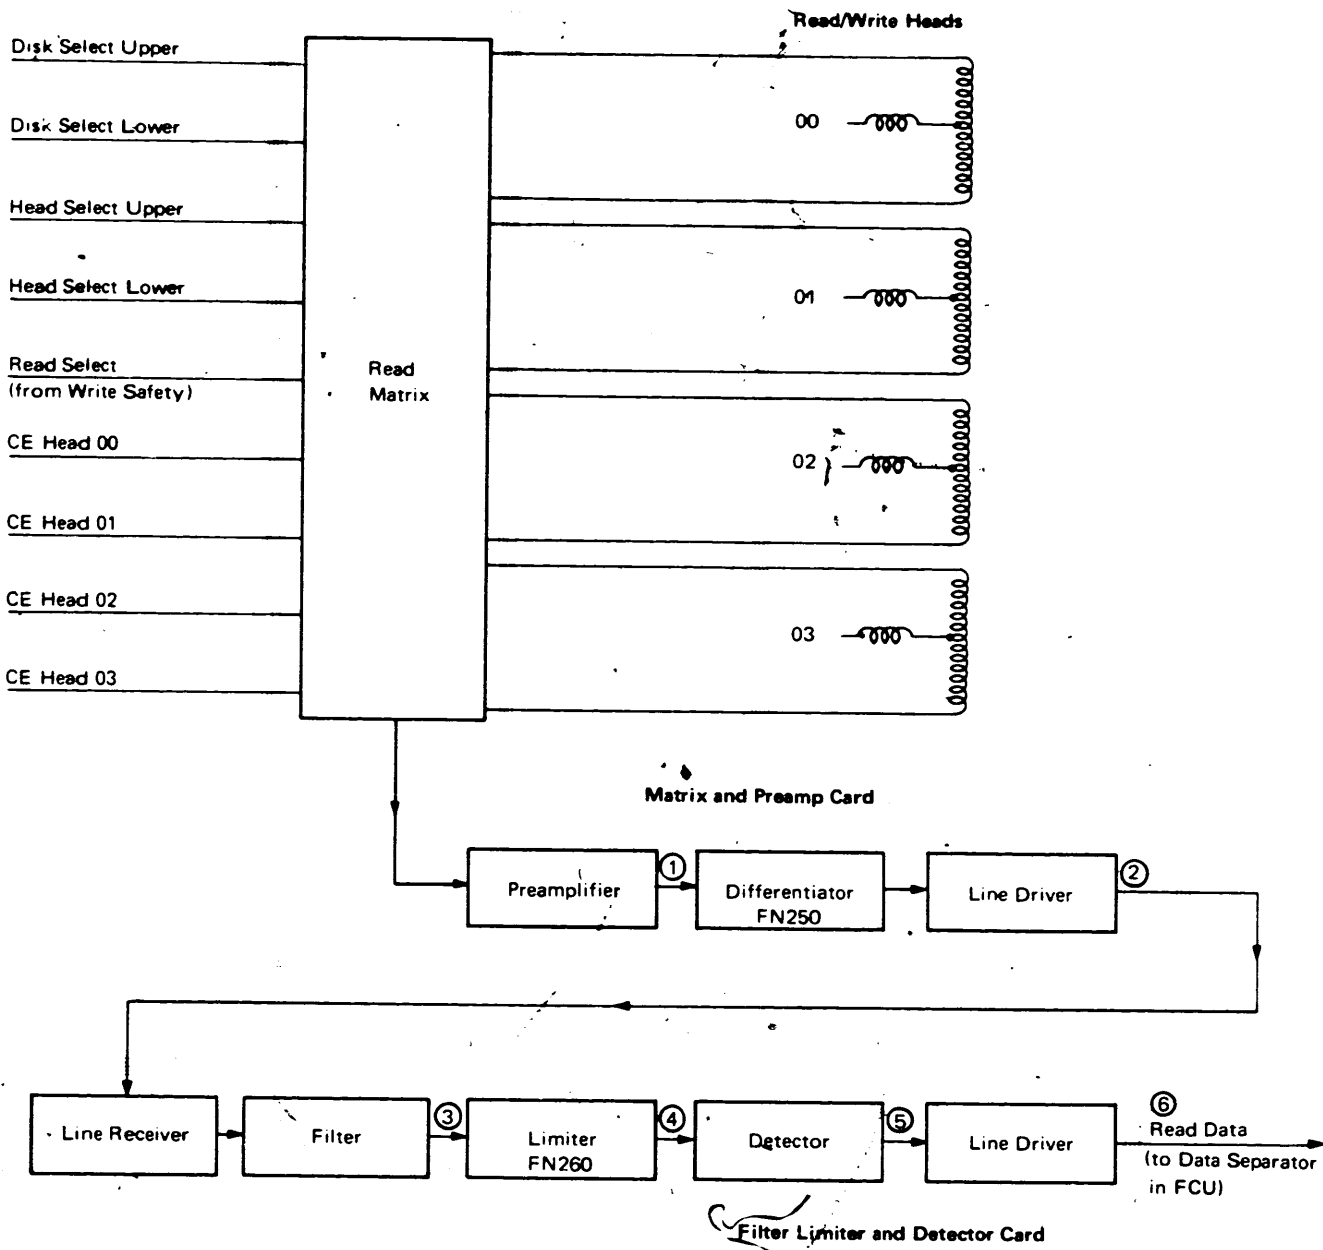 Read/Write Heads
Disk Select Upper
Disk Select Lower
Head Select Upper
Head Select Lower
Read Select
(from Write Safety)
CE Head 00
CE Head 01
CE Head 02
CE Head 03
Read
Matrix
00
01
02
03
Matrix and Preamp Card
Preamplifier
①
Differentiator
FN250
Line Driver
②
Line Receiver
Filter
③
Limiter
FN260
④
Detector
⑤
Line Driver
⑥
Read Data
(to Data Separator
in FCU)
Filter Limiter and Detector Card